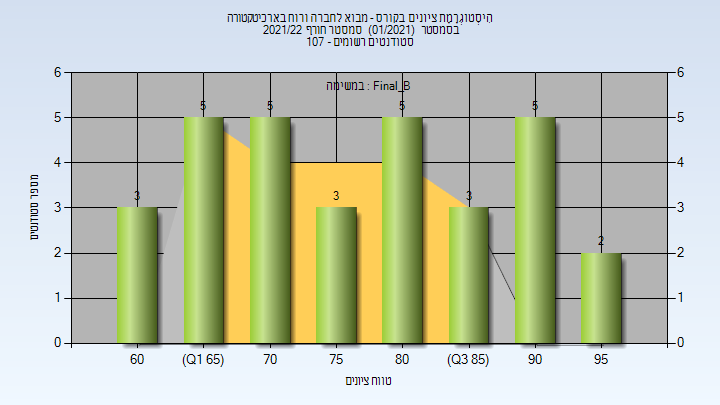 היסטוגרמת ציונים בקורס - מבוא לחברה ורוח בארכיטקטורה
בסמסטר (01/2021) סמסטר חורף 2021/22
סטודנטים רשומים - 107
במשימה : Final_B
מספר סטודנטים
6 6
5 5
4 4
3 3
2 2
1 1
0 0
3 5 5 3 5 3 5 2
60 (Q1 65) 70 75 80 (Q3 85) 90 95
טווח ציונים